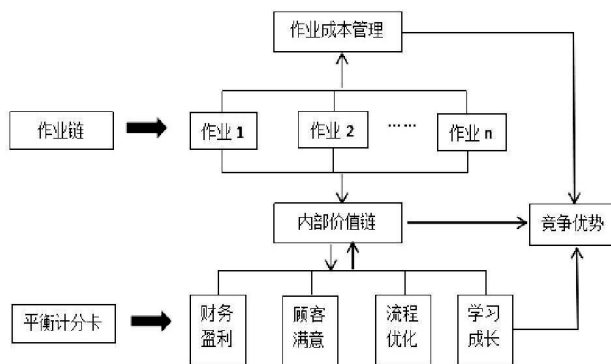 作业成本管理
作业链
作业 1
作业 2
……
作业 n
内部价值链
竞争优势
平衡计分卡
财务
盈利
顾客
满意
流程
优化
学习
成长